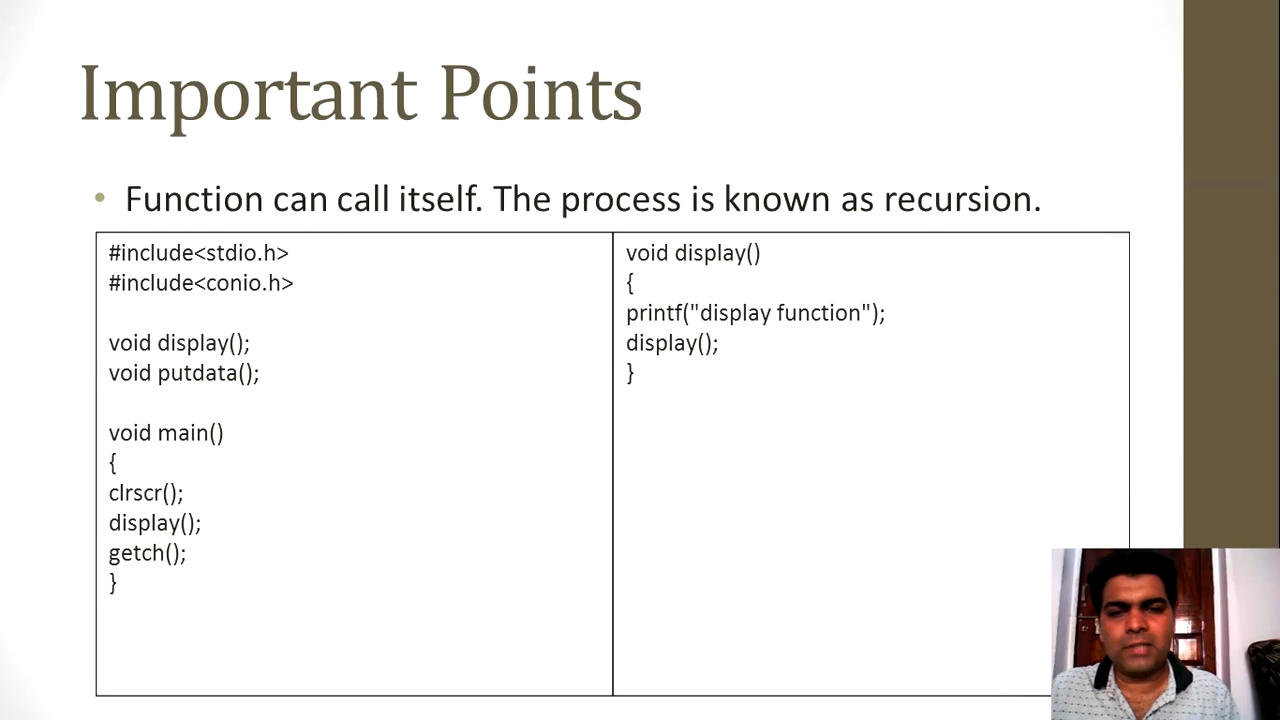 Important Points
• Function can call itself. The process is known as recursion.
#include<stdio.h>
#include<conio.h>
void display();
void putdata();
void main()
{
clrscr();
display();
getch();
}
void display()
{
printf("display function");
display();
}